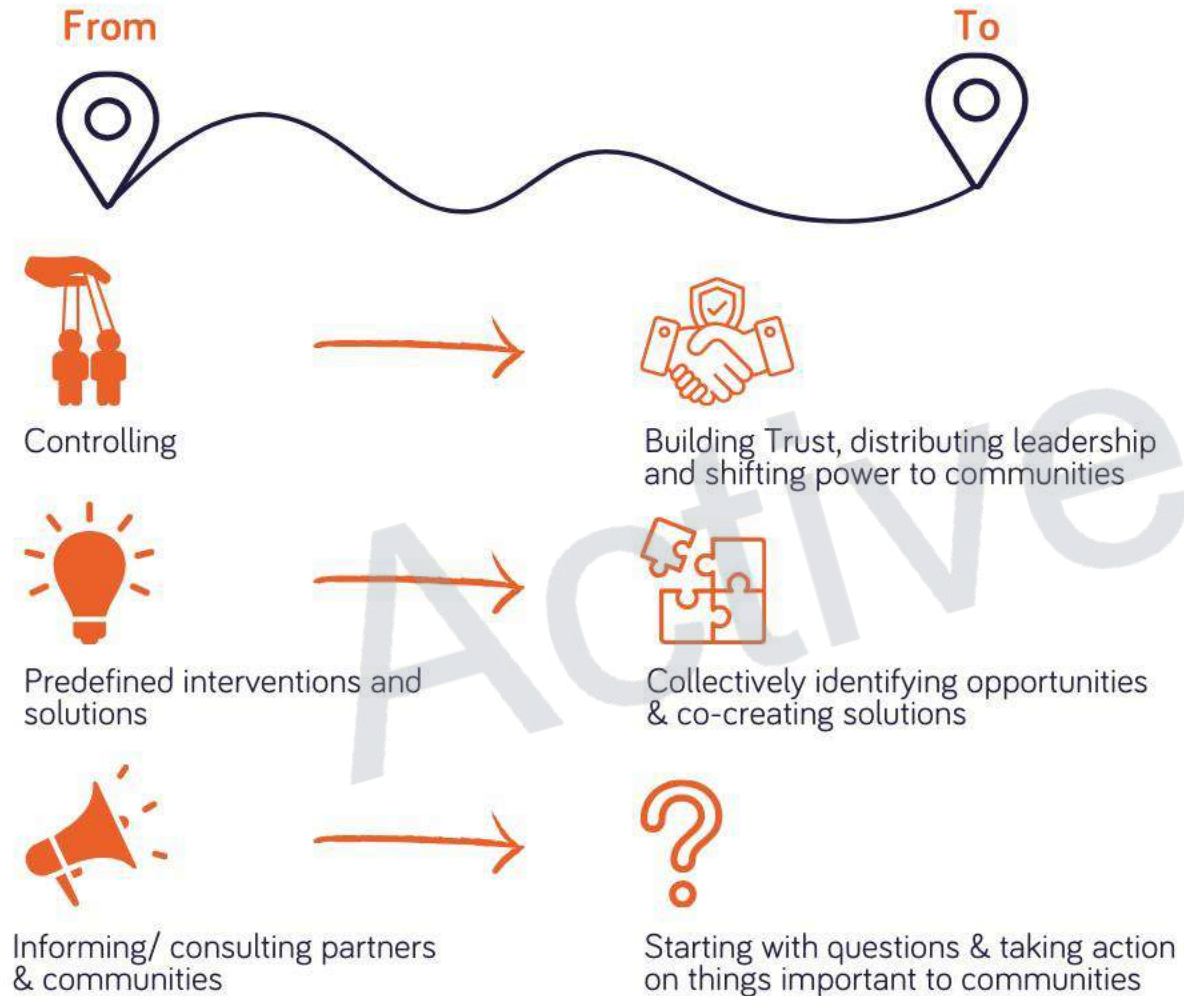 From
To
Controlling
Building Trust, distributing leadership
and shifting power to communities
Predefined interventions and
solutions
Collectively identifying opportunities
& co-creating solutions
Informing/ consulting partners
& communities
Starting with questions & taking action
on things important to communities
Active